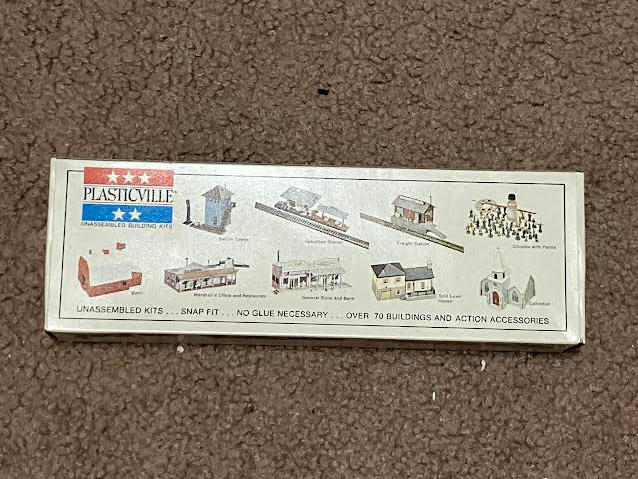 PLASTICVILLE®
UNASSEMBLED BUILDING KITS
Switch Tower
Suburban Station
Freight Station
Citizens with Paints
Barn
Marshall's Office and Restaurant
General Store and Bank
Split Level
House
Cathedral
UNASSEMBLED KITS . . . SNAP FIT . . . NO GLUE NECESSARY . . . OVER 70 BUILDINGS AND ACTION ACCESSORIES